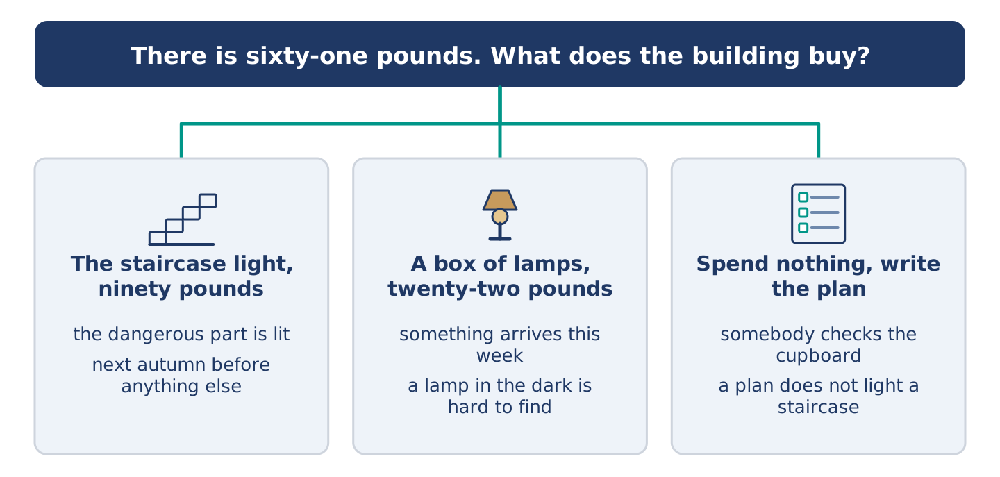 There is sixty-one pounds. What does the building buy?
The staircase light,
ninety pounds
the dangerous part is lit
next autumn before
anything else
A box of lamps,
twenty-two pounds
something arrives this
week
a lamp in the dark is
hard to find
Spend nothing, write
the plan
somebody checks the
cupboard
a plan does not light a
staircase